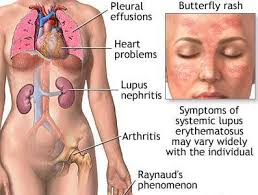 Pleural
effusions
Heart
problems
Lupus
nephritis
Arthritis
Raynaud's
phenomenon
Butterfly rash
Symptoms of
systemic lupus
erythematosus
may vary widely
with the individual